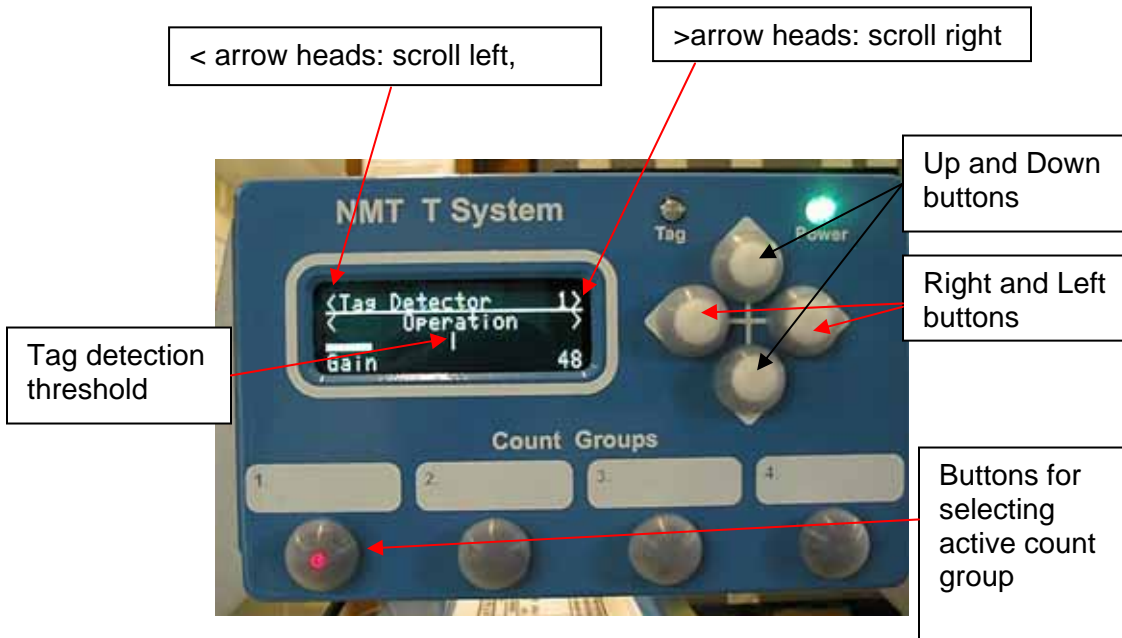 < arrow heads: scroll left,
>arrow heads: scroll right
Up and Down
buttons
Right and Left
buttons
Tag detection
threshold
Buttons for
selecting
active count
group
NMT T System
Tag
Power
<Tag Detector 1>
< Operation >
Gain 48
Count Groups
1.
2.
3.
4.